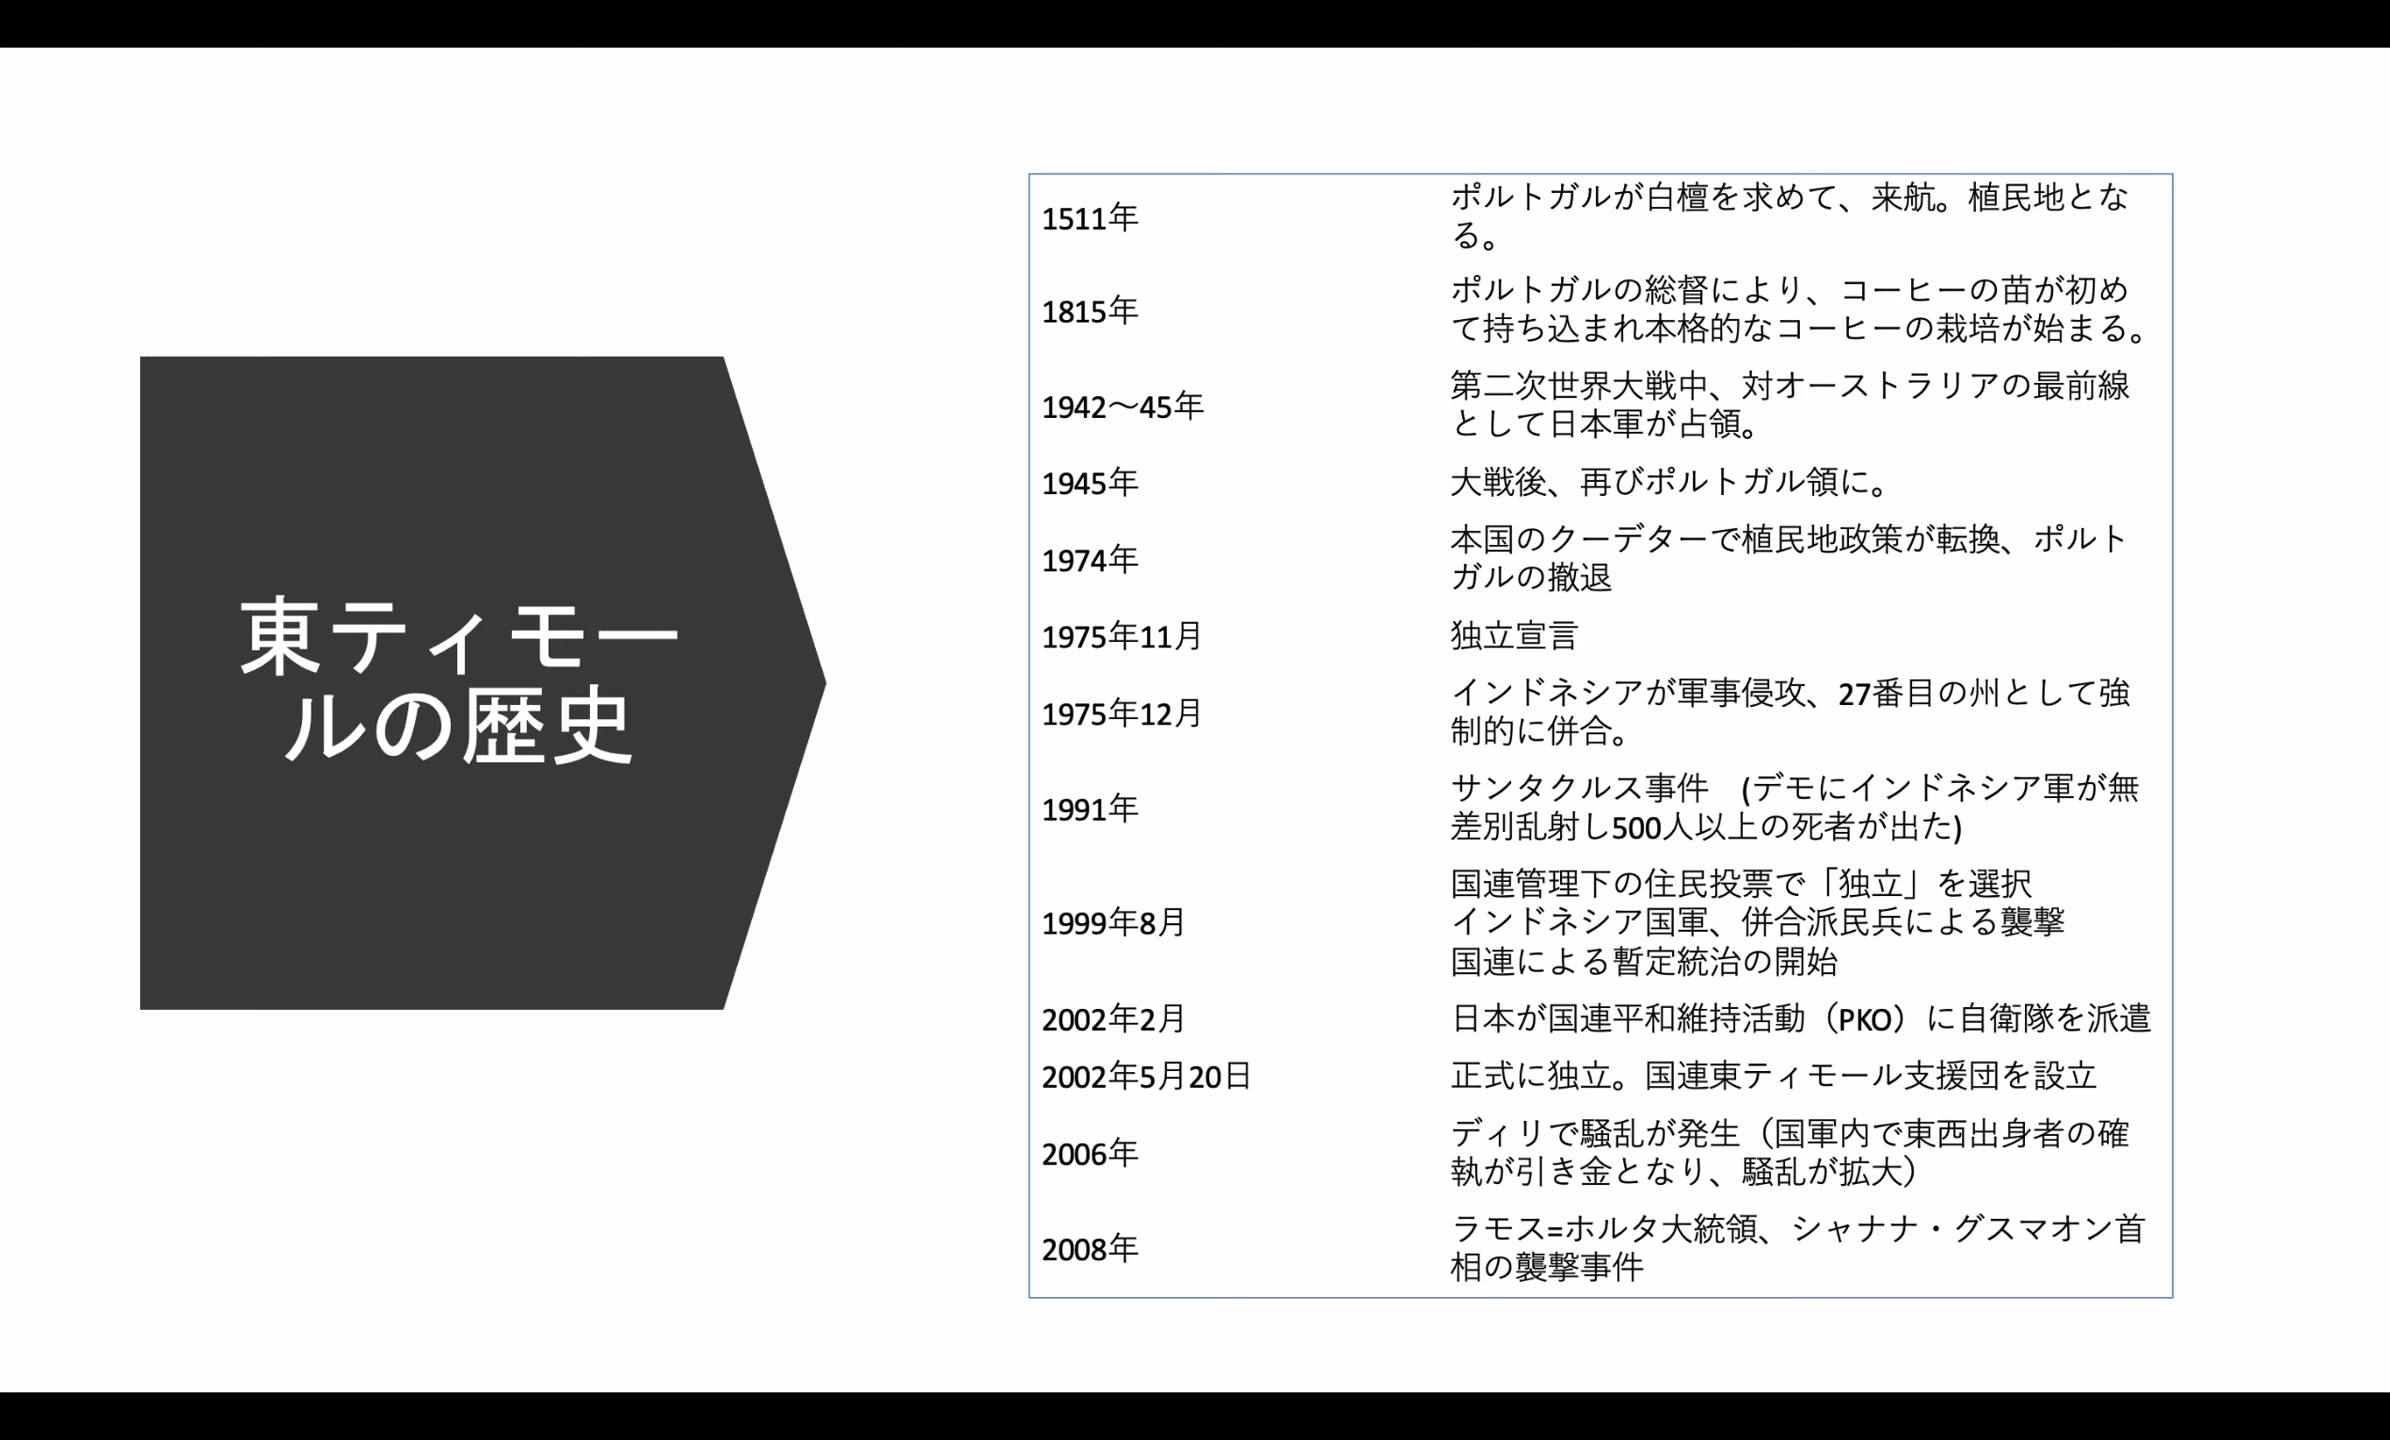 東ティモー
ルの歴史
1511年
ポルトガルが白檀を求めて、来航。植民地とな
る。
1815年
ポルトガルの総督により、コーヒーの苗が初め
て持ち込まれ本格的なコーヒーの栽培が始まる。
1942〜45年
第二次世界大戦中、対オーストラリアの最前線
として日本軍が占領。
1945年
大戦後、再びポルトガル領に。
1974年
本国のクーデターで植民地政策が転換、ポルト
ガルの撤退
1975年11月
独立宣言
1975年12月
インドネシアが軍事侵攻、27番目の州として強
制的に併合。
1991年
サンタクルス事件　(デモにインドネシア軍が無
差別乱射し500人以上の死者が出た)
1999年8月
国連管理下の住民投票で「独立」を選択
インドネシア国軍、併合派民兵による襲撃
国連による暫定統治の開始
2002年2月
日本が国連平和維持活動（PKO）に自衛隊を派遣
2002年5月20日
正式に独立。国連東ティモール支援団を設立
2006年
ディリで騒乱が発生（国軍内で東西出身者の確
執が引き金となり、騒乱が拡大）
2008年
ラモス=ホルタ大統領、シャナナ・グスマオン首
相の襲撃事件